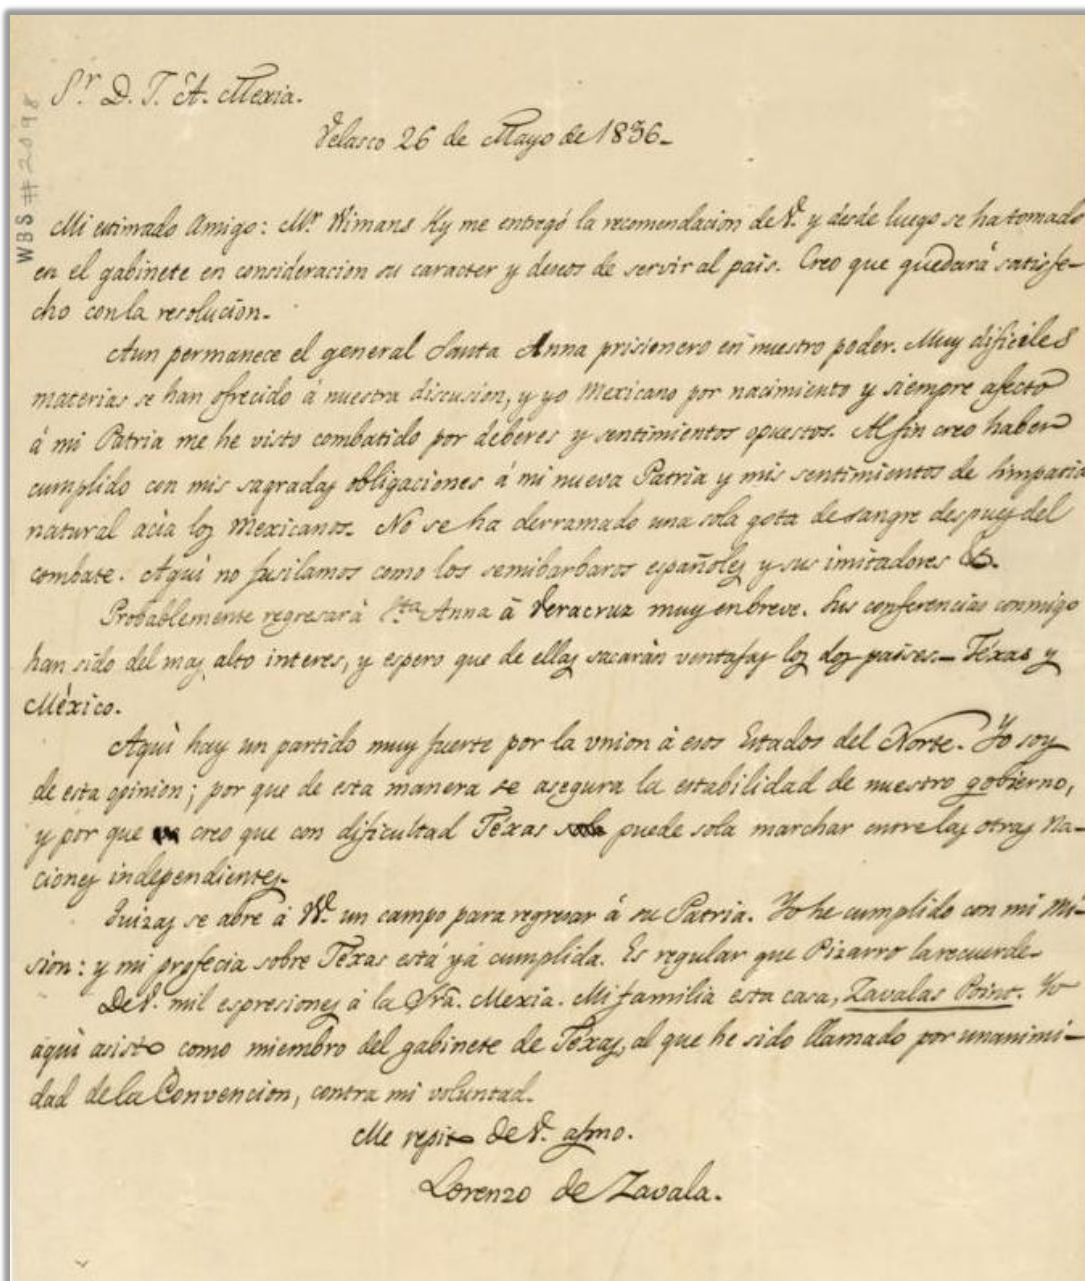 WBS #2098
Sr. D. T. A. Mexia.
Velasco 26 de Mayo de 1836_
Mi estimado Amigo: Mr. Wimans Ky me entregó la recomendacion de V. y desde luego se ha tomado
en el gabinete en consideracion su caracter y deseos de servir al pais. Creo que quedará satisfe-
cho con la resolucion.
Aun permanece el general Santa Anna prisionero en nuestro poder. Muy dificiles
materias se han ofrecido á nuestra discusion, y yo Mexicano por nacimiento y siempre afecto
á mi Patria me he visto combatido por deberes y sentimientos opuestos. Al fin creo haber
cumplido con mis sagradas obligaciones á mi nueva Patria y mis sentimientos de simpatia
natural acia los Mexicanos. No se ha derramado una sola gota de sangre despues del
combate. Aqui no fusilamos como los semibarbaros españoles y sus imitadores &.
Probablemente regresará Sta. Anna á Veracruz muy en breve. Sus conferencias conmigo
han sido del mas alto interes, y espero que de ellas sacarán ventajas los dos paises_ Texas y
México.
Aqui hay un partido muy fuerte por la union á esos Estados del Norte. Yo soy
de esta opinion; por que de esta manera se asegura la estabilidad de nuestro gobierno,
y por que creo que con dificultad Téxas puede sola marchar entre las otras Na-
ciones independientes.
Quizas se abre á V. un campo para regresar á su Patria. Yo he cumplido con mi Mi-
sion: y mi profecia sobre Texas está yá cumplida. Es regular que Pizarro la recuerde_
De V. mil espresiones á la Sra. Mexia. Mi familia esta casa, Zavalas Point. Yo
aqui asisto como miembro del gabinete de Téxas, al que he sido llamado por unanimi-
dad de la Convencion, contra mi voluntad.
Me repito de V. afmo.
Lorenzo de Zavala.